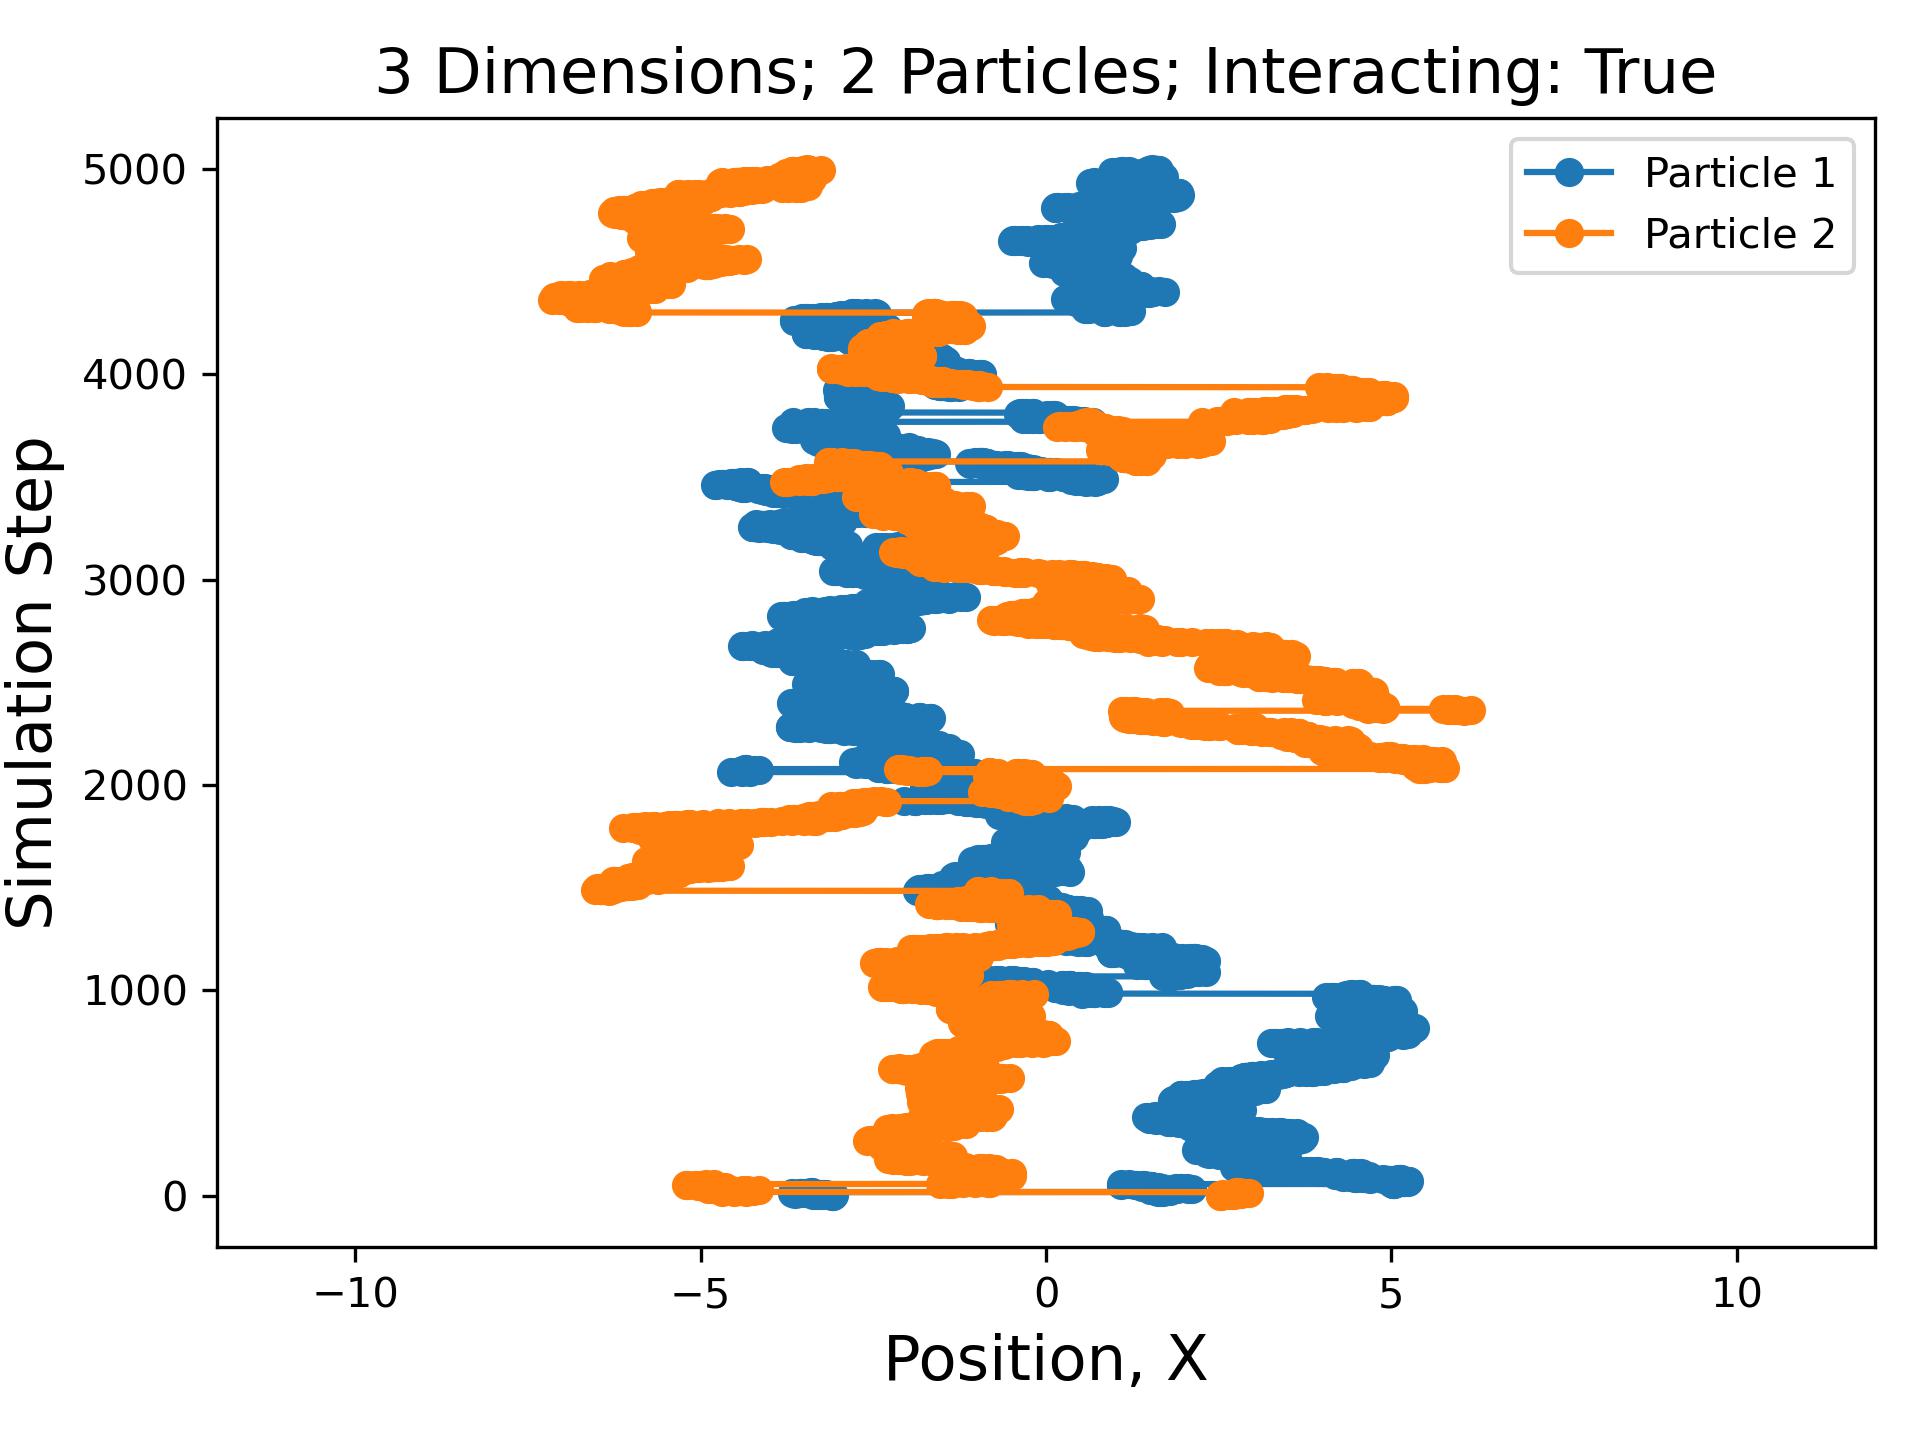 3 Dimensions; 2 Particles; Interacting: True
Particle 1
Particle 2
5000
4000
3000
2000
1000
0
Simulation Step
−10
−5
0
5
10
Position, X